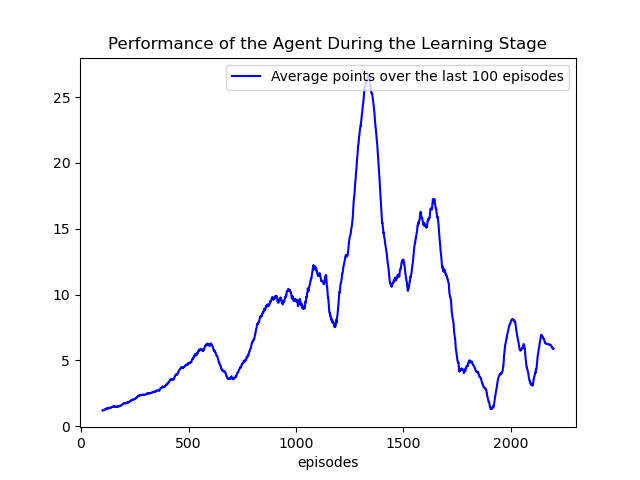 Performance of the Agent During the Learning Stage
Average points over the last 100 episodes
25
20
15
10
5
0
0 500 1000 1500 2000
episodes